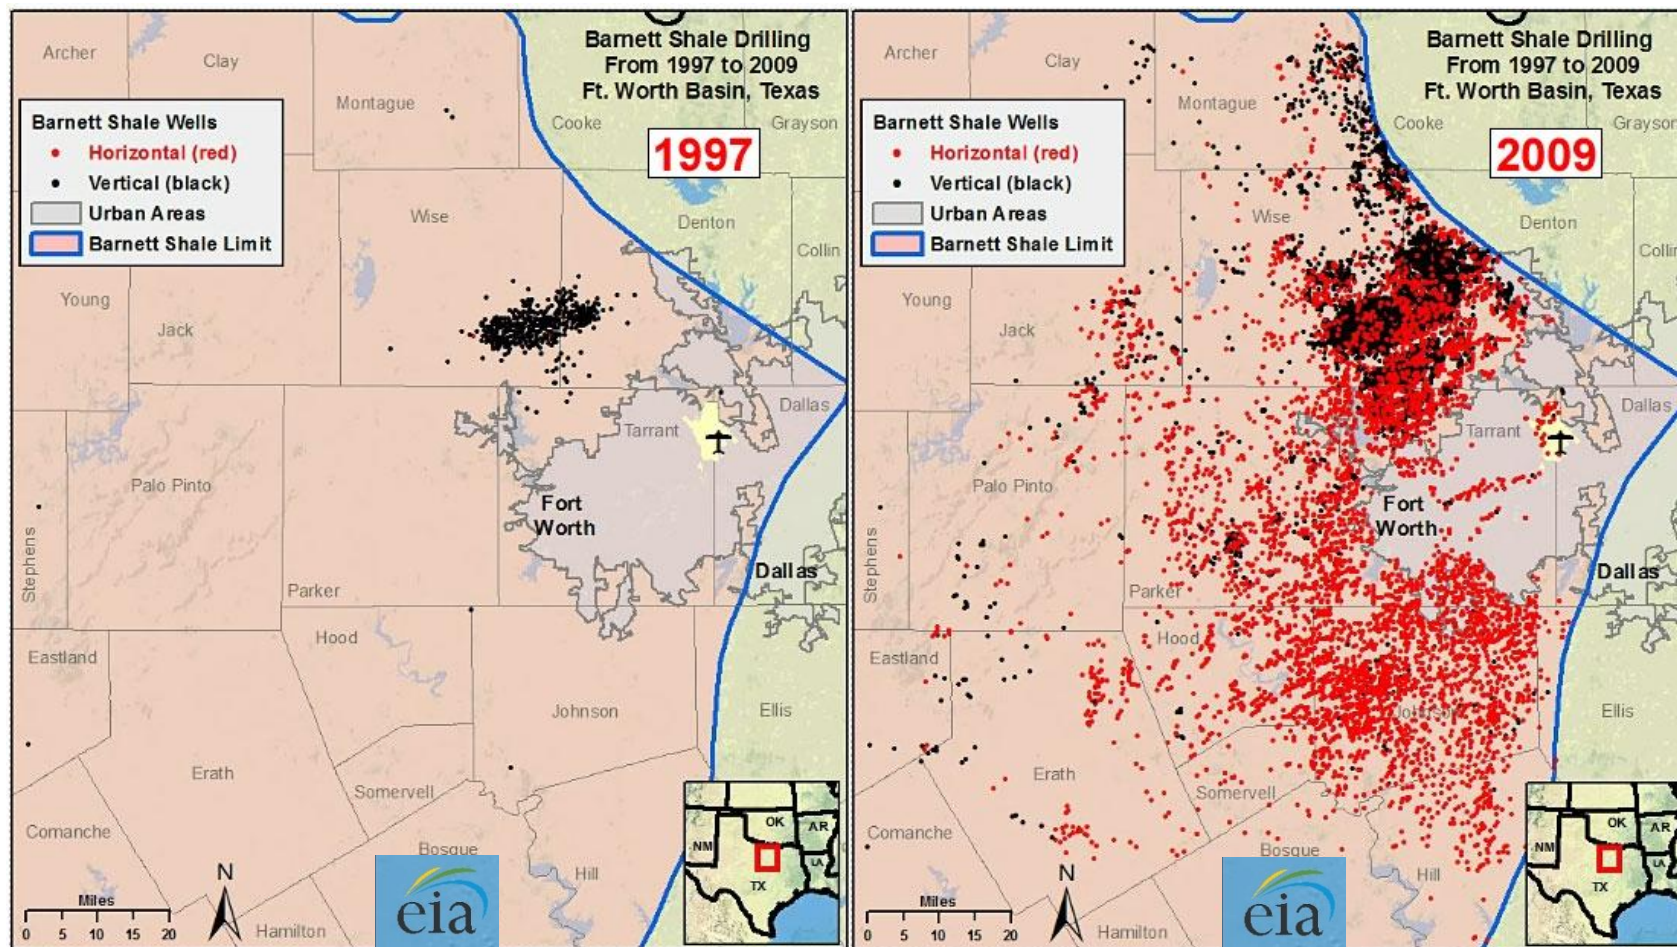 Barnett Shale Drilling
From 1997 to 2009
Ft. Worth Basin, Texas
1997
Barnett Shale Wells
Horizontal (red)
Vertical (black)
Urban Areas
Barnett Shale Limit
Archer
Clay
Montague
Cooke
Grayson
Wise
Denton
Collin
Young
Jack
Dallas
Tarrant
Palo Pinto
Fort
Worth
Stephens
Dallas
Parker
Hood
Eastland
Johnson
Ellis
Erath
Somervell
Comanche
Bosque
Hill
Hamilton
N
Miles
0 5 10 15 20
eia
OK
AR
NM
LA
TX
Barnett Shale Drilling
From 1997 to 2009
Ft. Worth Basin, Texas
2009
Barnett Shale Wells
Horizontal (red)
Vertical (black)
Urban Areas
Barnett Shale Limit
Archer
Clay
Montague
Cooke
Grayson
Wise
Denton
Collin
Young
Jack
Dallas
Tarrant
Palo Pinto
Fort
Worth
Stephens
Dallas
Parker
Hood
Eastland
Johnson
Ellis
Erath
Somervell
Comanche
Bosque
Hill
Hamilton
N
Miles
0 5 10 15 20
eia
OK
AR
NM
LA
TX